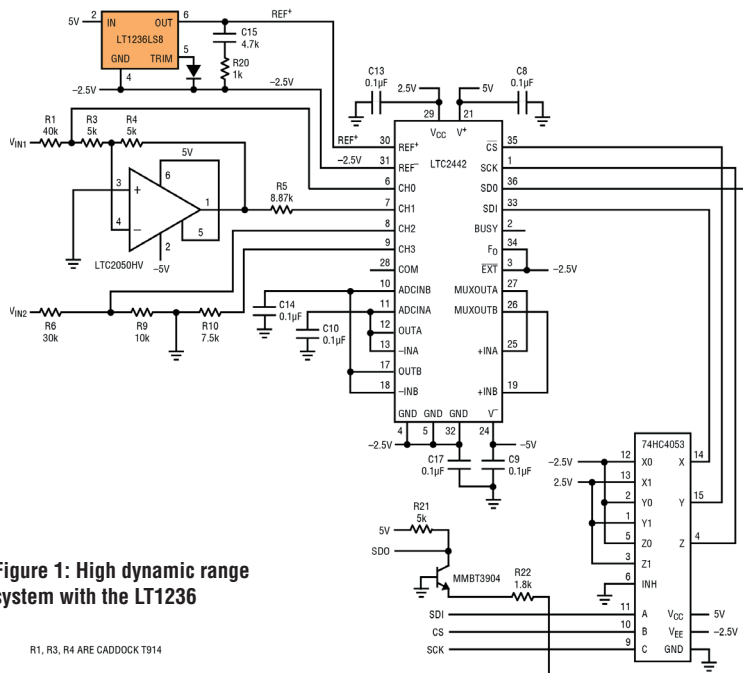 5V 2 IN OUT 6 REF+
LT1236LS8
GND TRIM 5
4
C15
4.7k
R20
1k
–2.5V –2.5V
C13
0.1µF
2.5V 5V
C8
0.1µF
29 21
VCC V+
LTC2442
R1
40k
R3
5k
R4
5k
VIN1
REF+ 30 REF+
–2.5V 31 REF–
6 CH0
7 CH1
8 CH2
9 CH3
28 COM
10 ADCINB
11 ADCINA
12 OUTA
13 –INA
17 OUTB
18 –INB
CS 35
SCK 1
SD0 36
SDI 33
BUSY 2
FO 34
EXT 3 –2.5V
MUXOUTA 27
MUXOUTB 26
+INA 25
+INB 19
5V
3 + 6
1
4 – 5
2
–5V
LTC2050HV
R5
8.87k
VIN2
R6
30k
R9
10k
R10
7.5k
C14
0.1µF
C10
0.1µF
GND GND GND V–
4 5 32 24
–2.5V –5V
C17
0.1µF
C9
0.1µF
74HC4053
–2.5V 12 X0 X 14
2.5V 13 X1
2 Y0 Y 15
1 Y1
5 Z0 Z 4
3 Z1
6 INH
11 A VCC 5V
10 B VEE –2.5V
9 C GND
R21
5k
5V
SDO
MMBT3904
R22
1.8k
SDI
CS
SCK
Figure 1: High dynamic range
system with the LT1236
R1, R3, R4 ARE CADDOCK T914